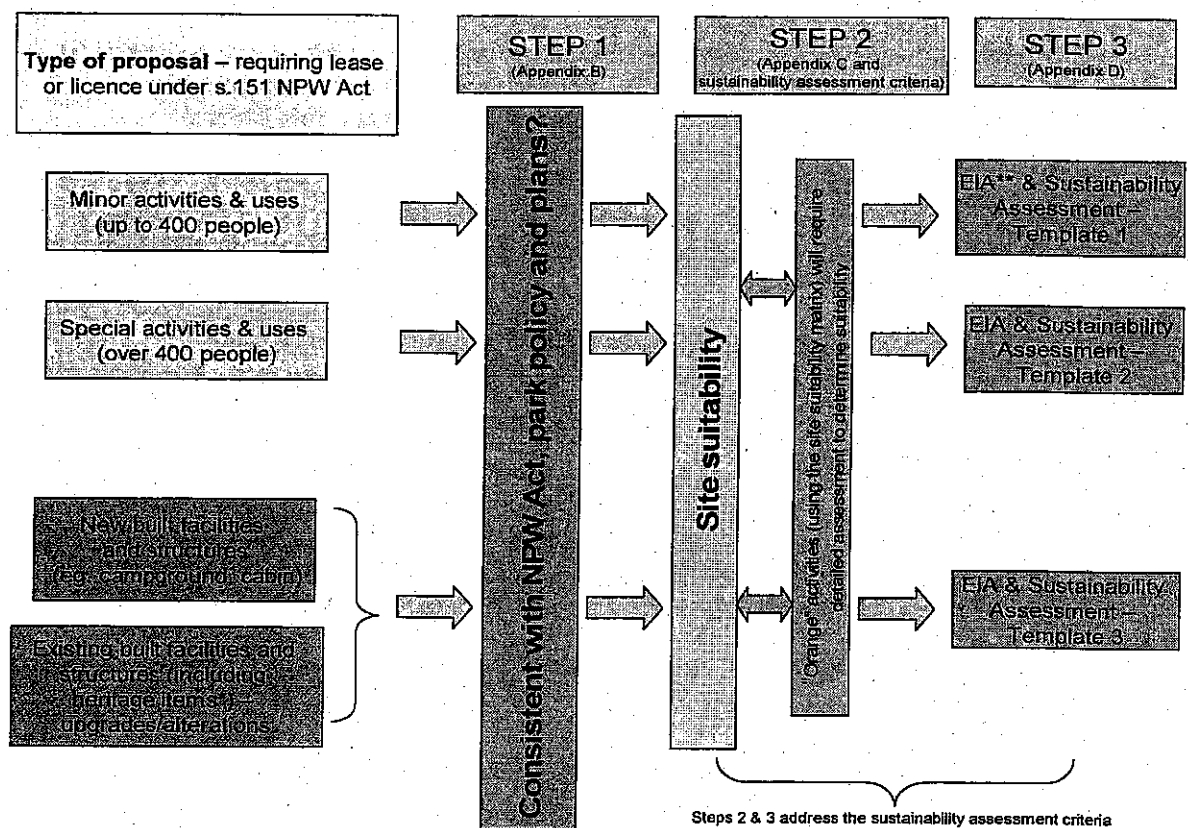 Type of proposal – requiring lease
or licence under s.151 NPW Act
STEP 1
(Appendix B)
STEP 2
(Appendix C and
sustainability assessment criteria)
STEP 3
(Appendix D)
Minor activities & uses
(up to 400 people)
Special activities & uses
(over 400 people)
New built facilities
and structures
(eg. campground, cabin)
Existing built facilities and
structures (including
heritage items*) –
upgrades/alterations
Consistent with NPW Act, park policy and plans?
Site suitability
'Orange' activities (using the site suitability matrix) will require
detailed assessment to determine suitability
EIA** & Sustainability
Assessment –
Template 1
EIA & Sustainability
Assessment –
Template 2
EIA & Sustainability
Assessment –
Template 3
Steps 2 & 3 address the sustainability assessment criteria